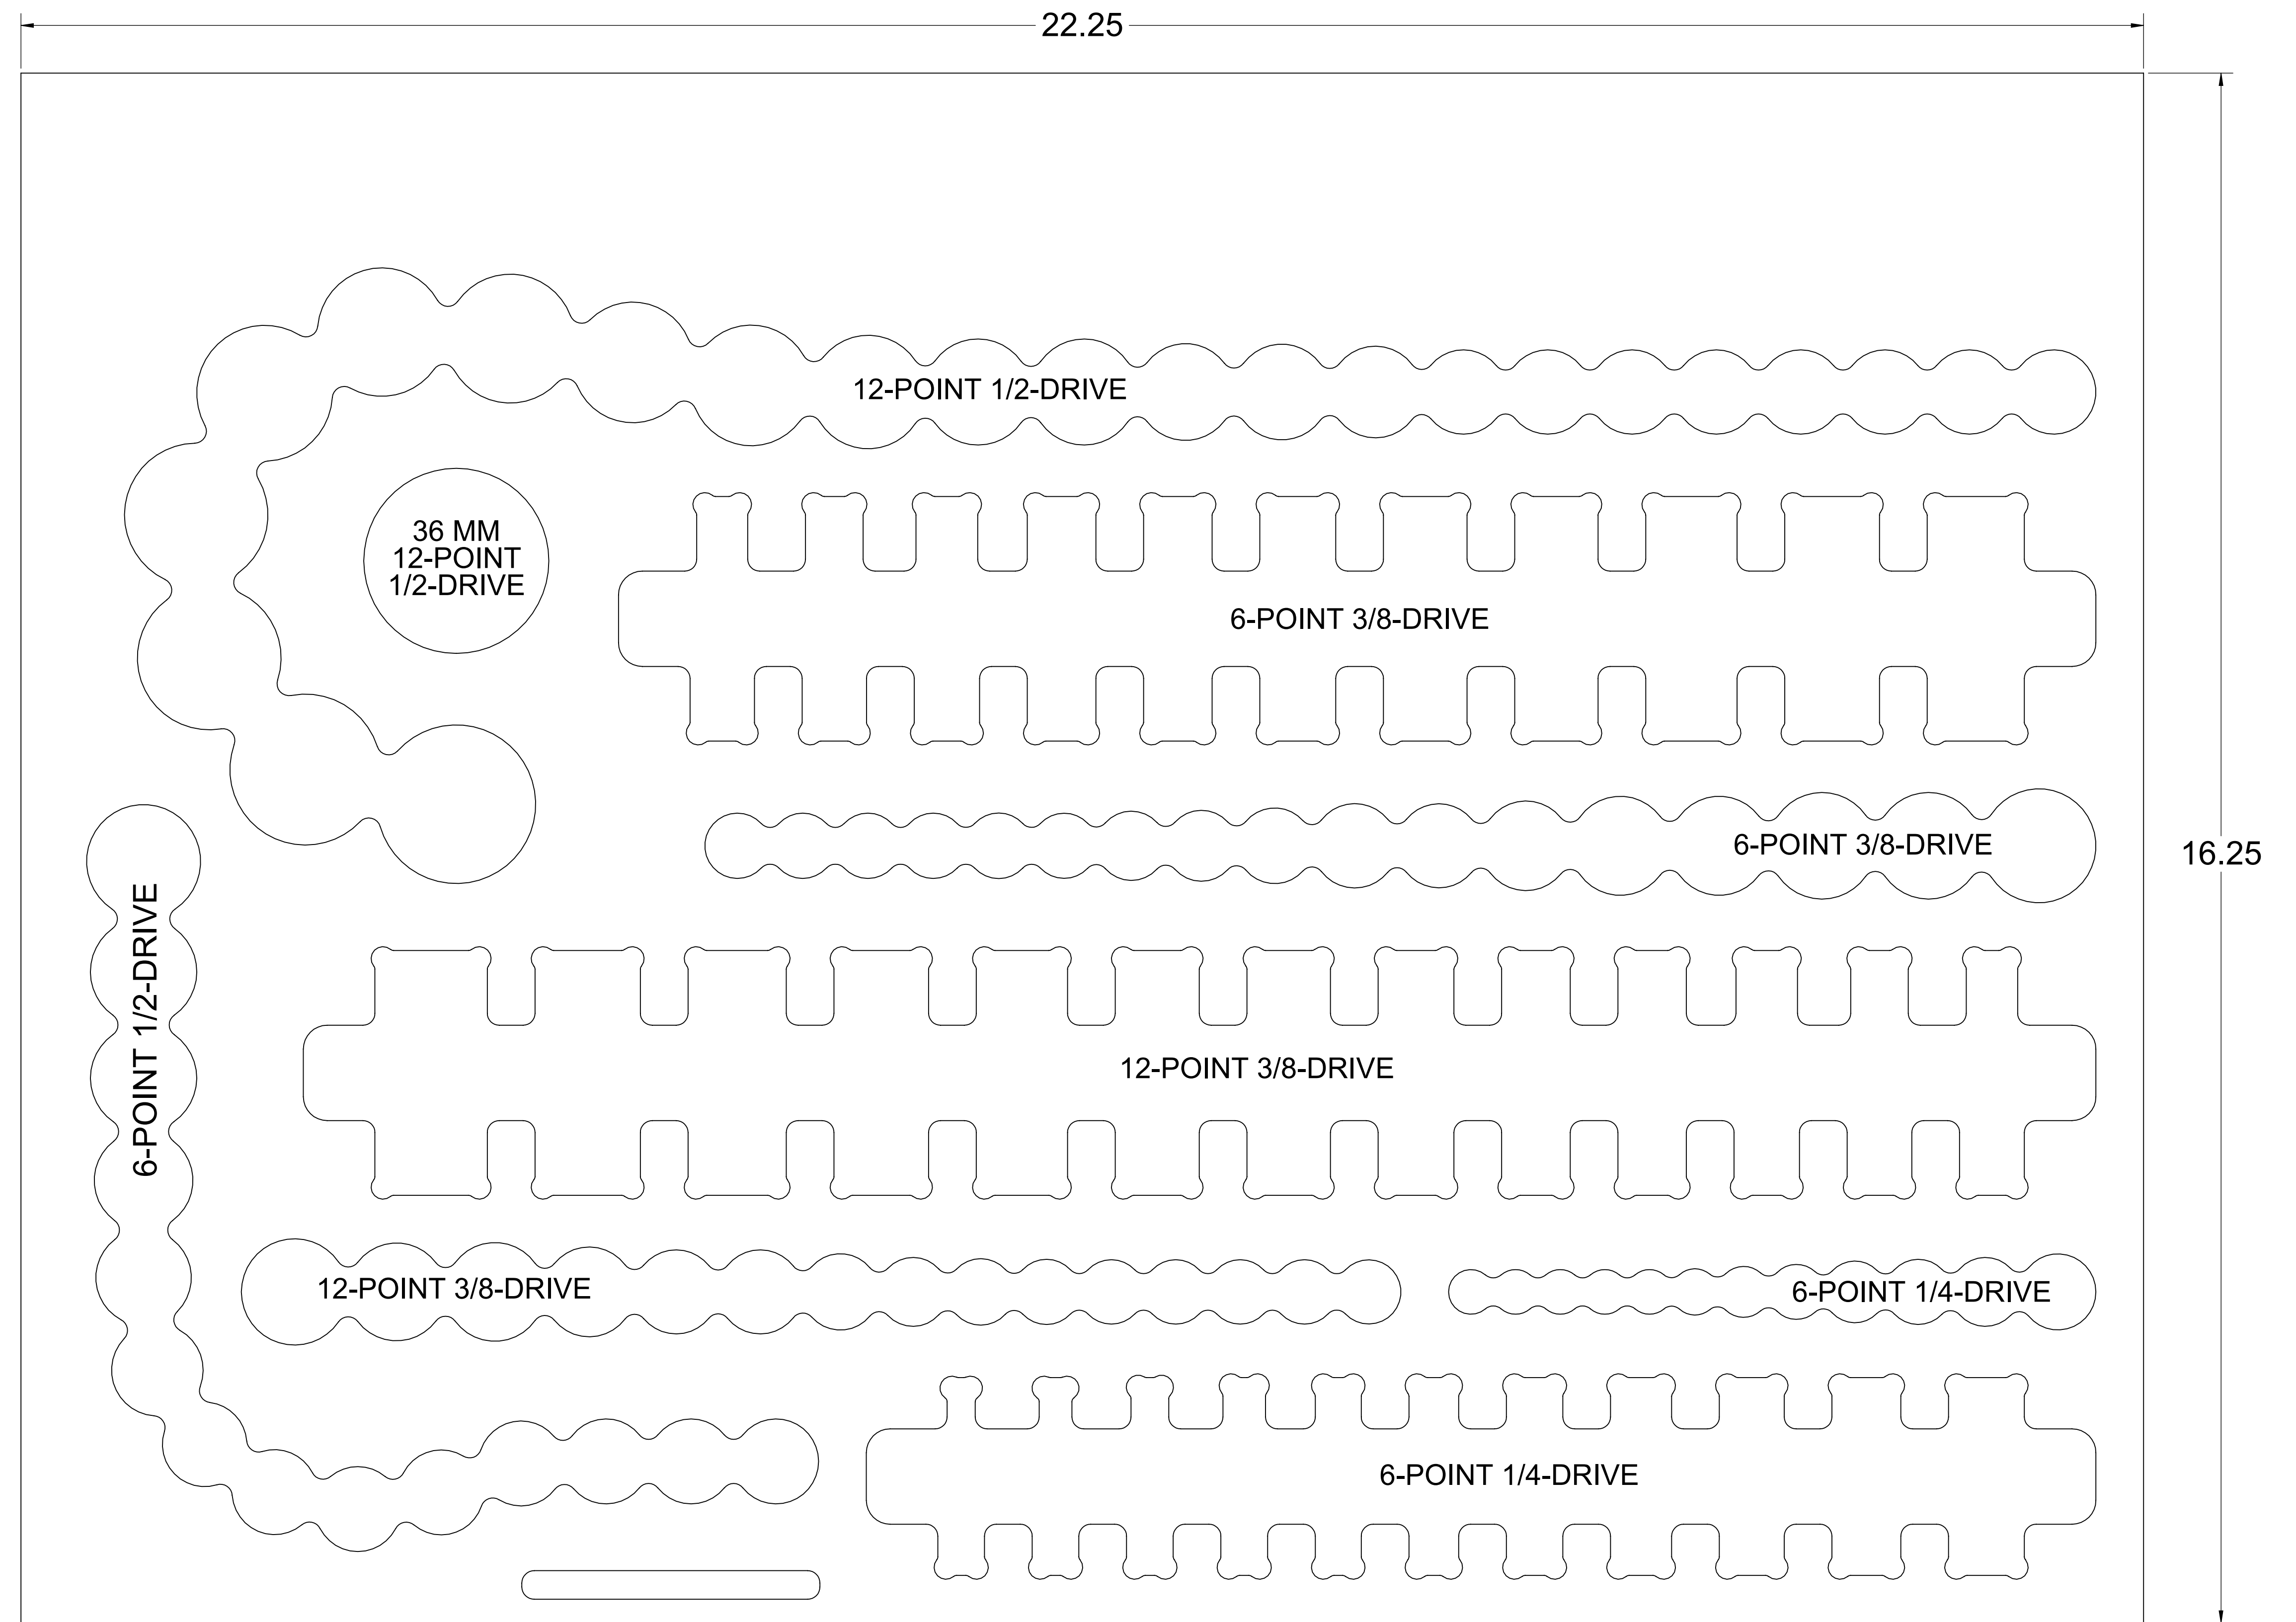 22.25
12-POINT 1/2-DRIVE
36 MM
12-POINT
1/2-DRIVE
6-POINT 3/8-DRIVE
6-POINT 3/8-DRIVE
16.25
6-POINT 1/2-DRIVE
12-POINT 3/8-DRIVE
12-POINT 3/8-DRIVE
6-POINT 1/4-DRIVE
6-POINT 1/4-DRIVE